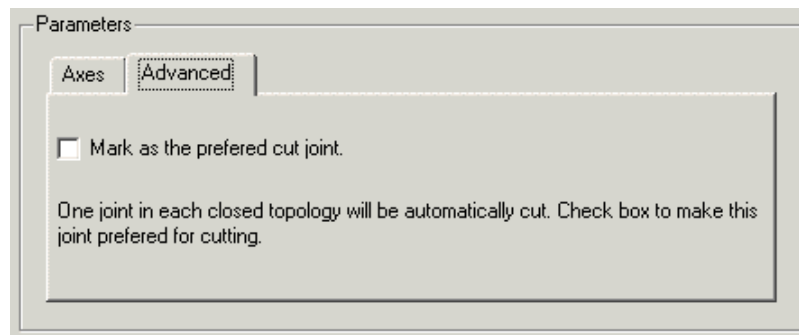 Parameters
Axes Advanced
Mark as the prefered cut joint.
One joint in each closed topology will be automatically cut. Check box to make this
joint prefered for cutting.